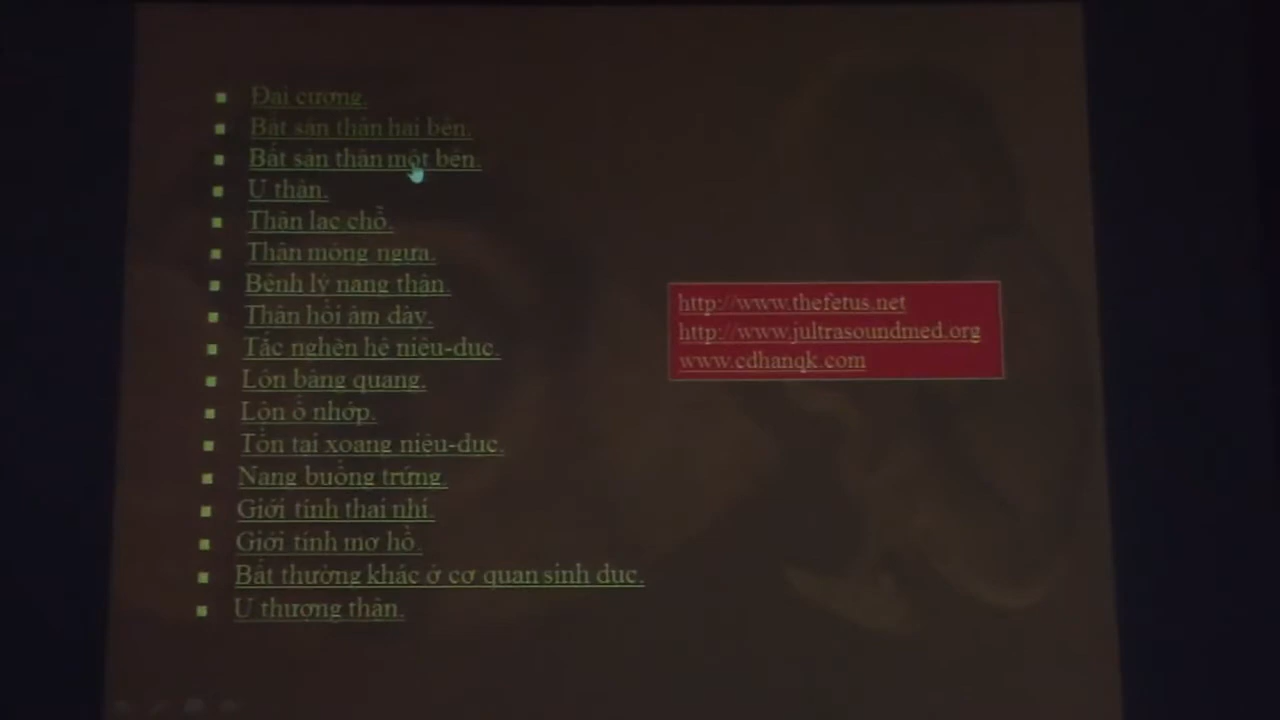 Đại cương.
Bất sản thận hai bên.
Bất sản thận một bên.
U thận.
Thận lạc chổ.
Thận móng ngựa.
Bệnh lý nang thận.
Thận hồi âm dày.
Tắc nghẽn hệ niệu-dục.
Lộn bàng quang.
Lộn ổ nhớp.
Tồn tại xoang niệu-dục.
Nang buồng trứng.
Giới tính thai nhi.
Giới tính mơ hồ.
Bất thường khác ở cơ quan sinh dục.
U thượng thận.
http://www.thefetus.net
http://www.jultrasoundmed.org
www.cdhanqk.com